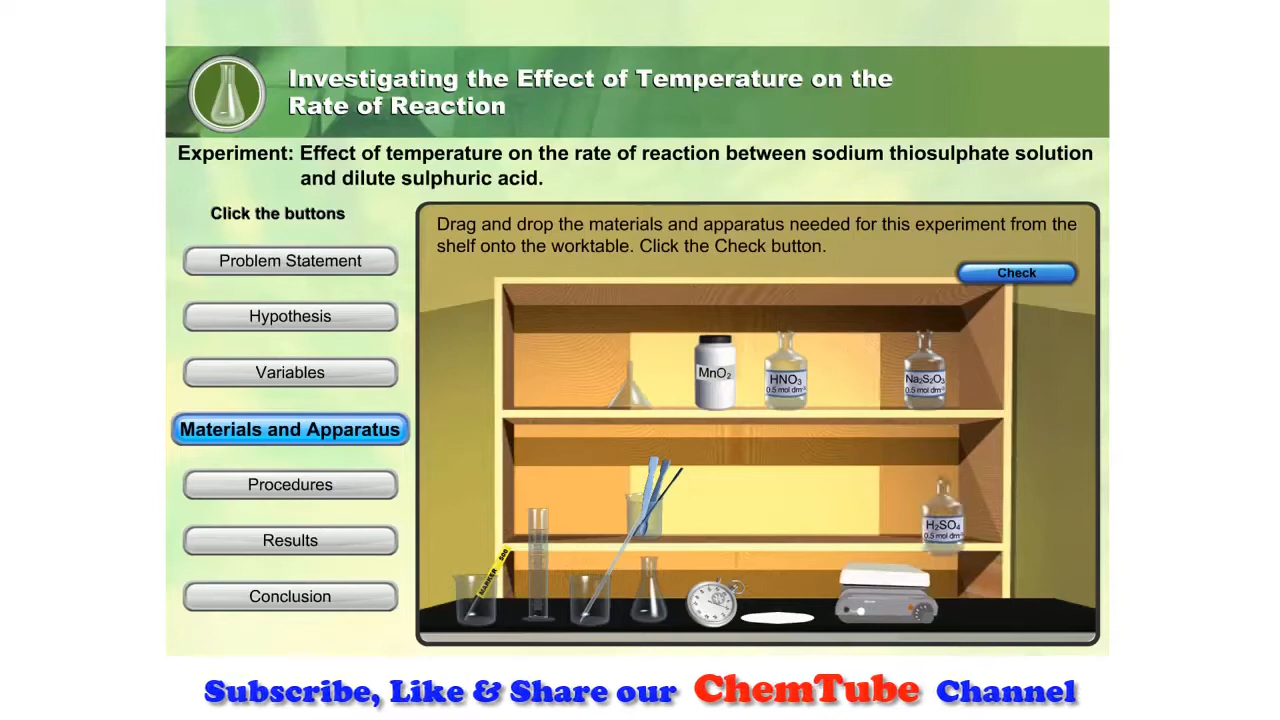 Investigating the Effect of Temperature on the
Rate of Reaction
Experiment: Effect of temperature on the rate of reaction between sodium thiosulphate solution
and dilute sulphuric acid.
Click the buttons
Problem Statement
Hypothesis
Variables
Materials and Apparatus
Procedures
Results
Conclusion
Drag and drop the materials and apparatus needed for this experiment from the
shelf onto the worktable. Click the Check button.
Check
MnO₂
HNO₃
0.5 mol dm⁻³
Na₂S₂O₃
0.5 mol dm⁻³
H₂SO₄
0.5 mol dm⁻³
MARKER 500
Subscribe, Like & Share our ChemTube Channel